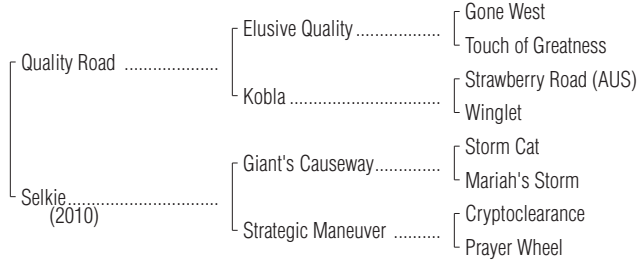 Gone West
Elusive Quality ..................
Touch of Greatness
Quality Road ....................
Strawberry Road (AUS)
Kobla ................................
Winglet
Storm Cat
Giant's Causeway..............
Mariah's Storm
Selkie................................
(2010)
Cryptoclearance
Strategic Maneuver ..........
Prayer Wheel